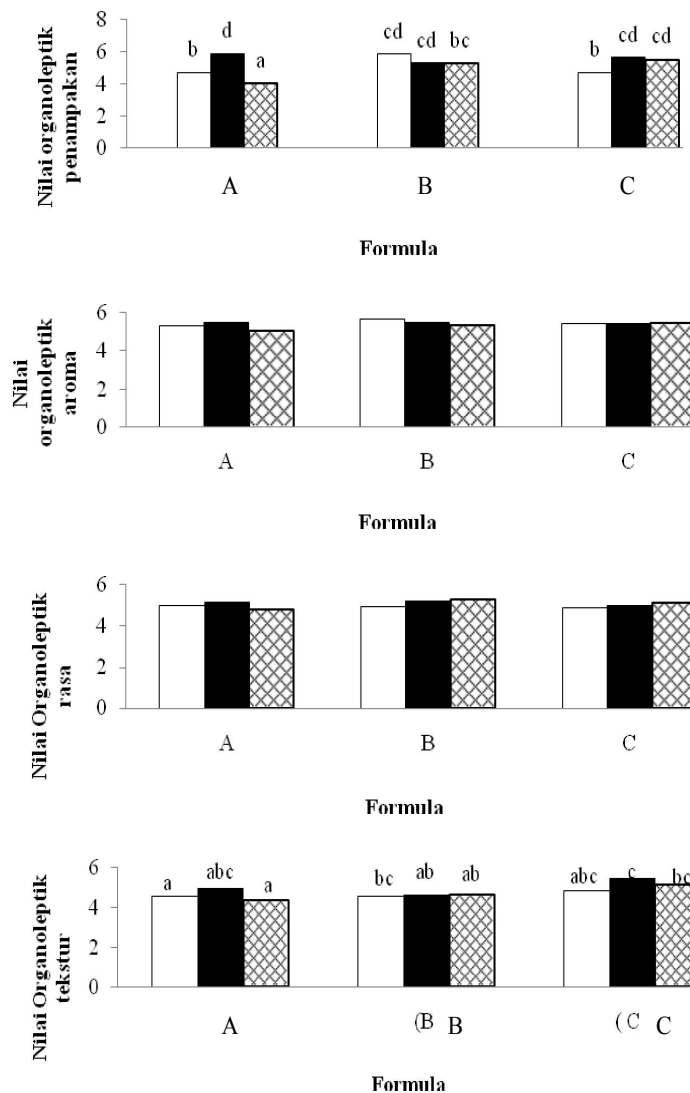 Nilai organoleptik
penampakan
8
6
4
2
0
b d a cd cd bc b cd cd
A B C
Formula
Nilai
organoleptik
aroma
6
4
2
0
A B C
Formula
Nilai Organoleptik
rasa
6
4
2
0
A B C
Formula
Nilai Organoleptik
tekstur
6
4
2
0
a abc a bc ab ab abc c bc
A (B B ( C C
Formula